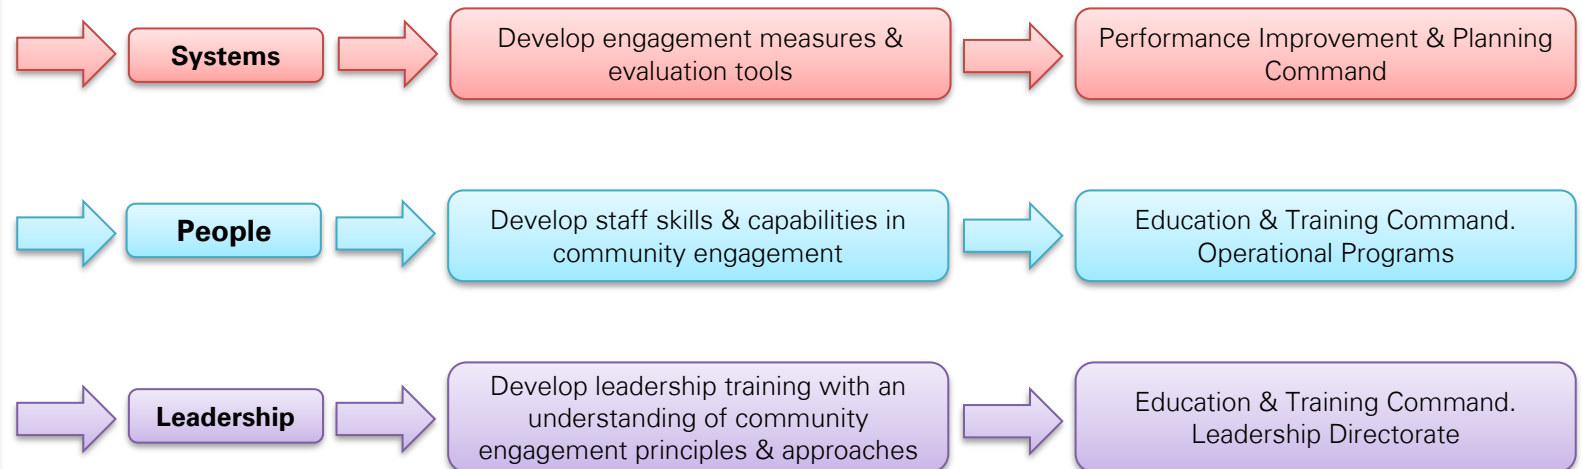 Systems
Develop engagement measures &
evaluation tools
Performance Improvement & Planning
Command
People
Develop staff skills & capabilities in
community engagement
Education & Training Command.
Operational Programs
Leadership
Develop leadership training with an
understanding of community
engagement principles & approaches
Education & Training Command.
Leadership Directorate